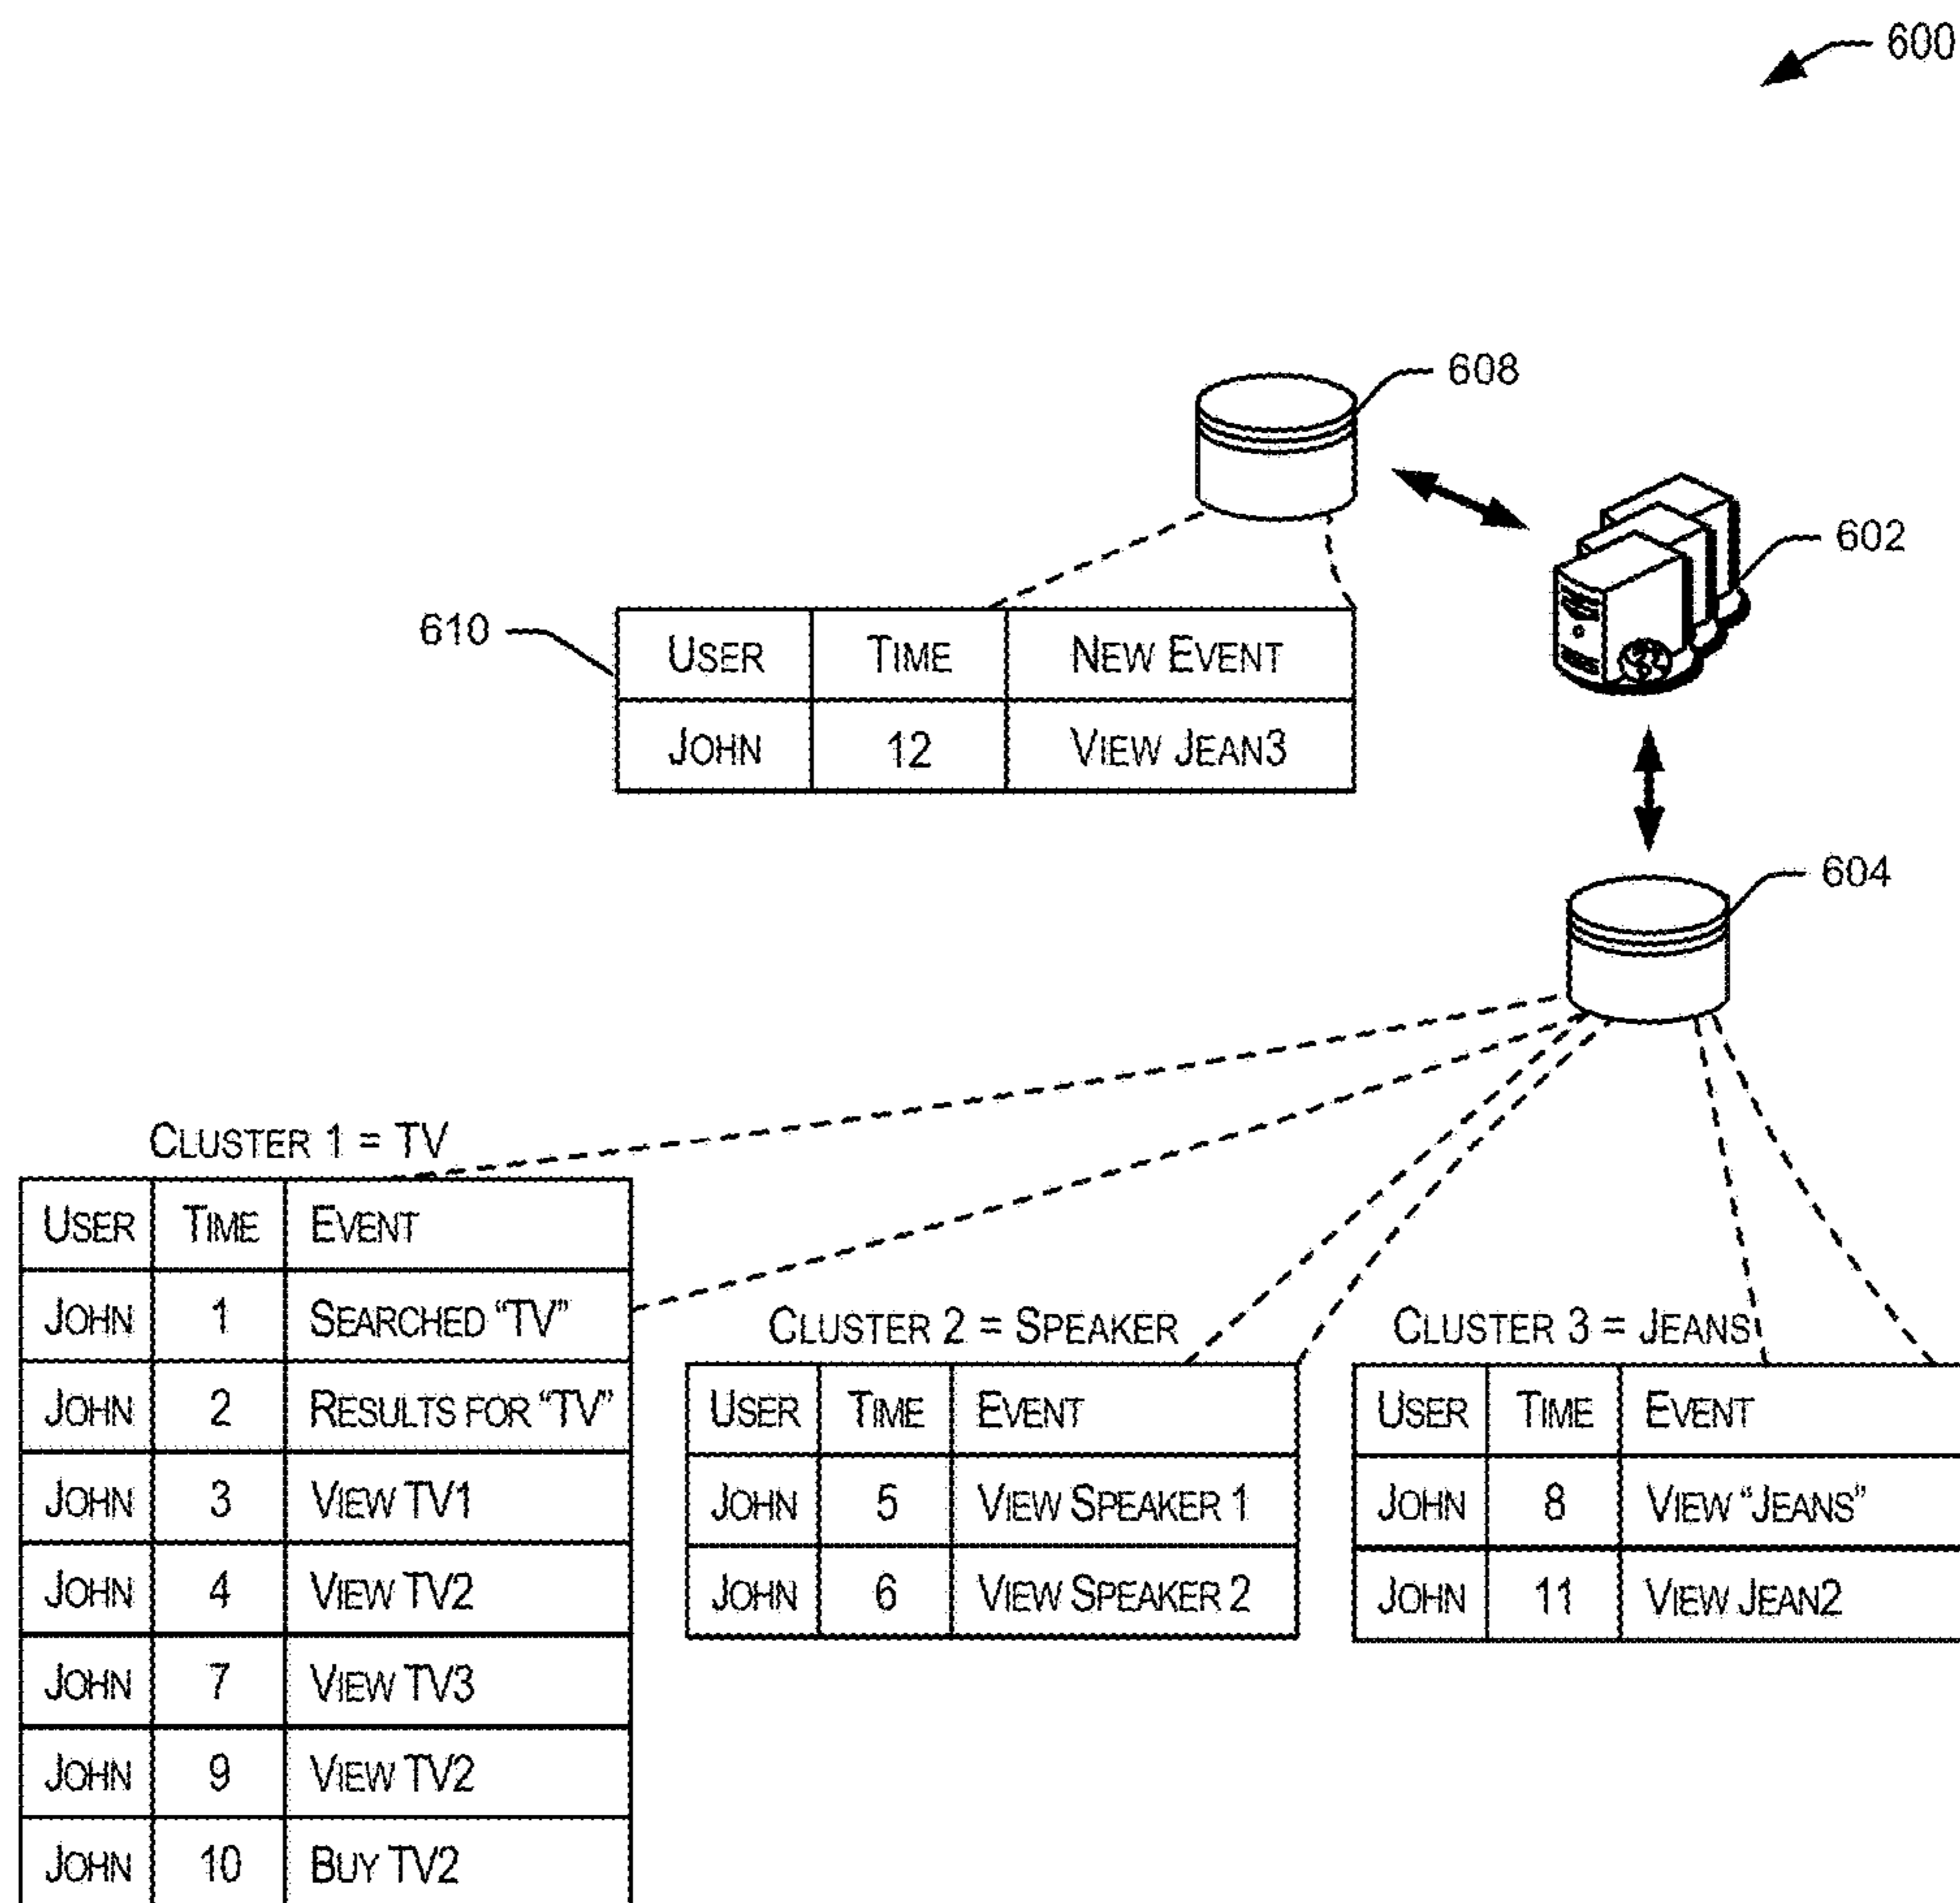 600
608
602
610
USER TIME NEW EVENT
JOHN 12 VIEW JEAN3
604
CLUSTER 1 = TV
USER TIME EVENT
JOHN 1 SEARCHED “TV”
JOHN 2 RESULTS FOR “TV”
JOHN 3 VIEW TV1
JOHN 4 VIEW TV2
JOHN 7 VIEW TV3
JOHN 9 VIEW TV2
JOHN 10 BUY TV2
CLUSTER 2 = SPEAKER
USER TIME EVENT
JOHN 5 VIEW SPEAKER 1
JOHN 6 VIEW SPEAKER 2
CLUSTER 3 = JEANS
USER TIME EVENT
JOHN 8 VIEW “JEANS”
JOHN 11 VIEW JEAN2